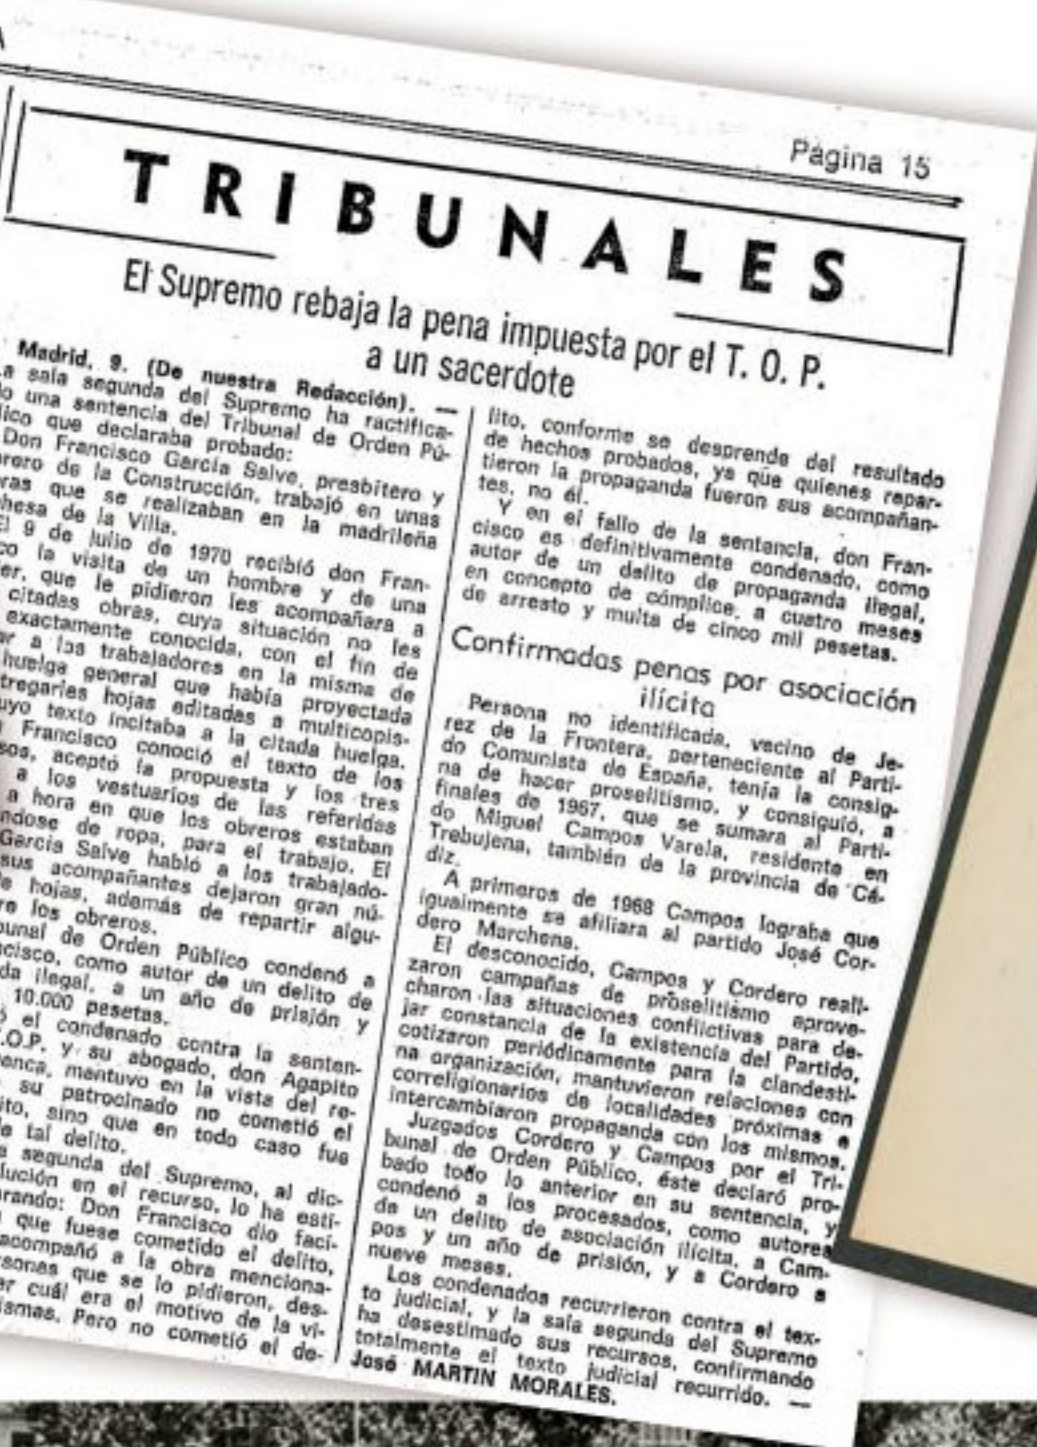 Página 15
TRIBUNALES
El Supremo rebaja la pena impuesta por el T. O. P.
a un sacerdote
Madrid, 9. (De nuestra Redacción). —
a sala segunda del Supremo ha ractifica-
o una sentencia del Tribunal de Orden Pú-
lico que declaraba probado:
Don Francisco García Salve, presbítero y
rero de la Construcción, trabajó en unas
ras que se realizaban en la madrileña
hesa de la Villa.
El 9 de julio de 1970 recibió don Fran-
co la visita de un hombre y de una
er, que le pidieron les acompañara a
citadas obras, cuya situación no les
exactamente conocida, con el fin de
ar a los trabajadores en la misma de
huelga general que había proyectada
tregarles hojas editadas a multicopis-
uyo texto incitaba a la citada huelga.
Francisco conoció el texto de los
sos, aceptó la propuesta y los tres
a los vestuarios de las referidas
a hora en que los obreros estaban
ndose de ropa, para el trabajo. El
García Salve habló a los trabajado-
sus acompañantes dejaron gran nú-
e hojas, además de repartir algu-
re los obreros.
bunal de Orden Público condenó a
cisco, como autor de un delito de
da ilegal, a un año de prisión y
10.000 pesetas.
ó el condenado contra la senten-
.O.P. y su abogado, don Agapito
enca, mantuvo en la vista del re-
su patrocinado no cometió el
ito, sino que en todo caso fue
e tal delito.
a segunda del Supremo, al dic-
lución en el recurso, lo ha esti-
arando: Don Francisco dio faci-
que fuese cometido el delito,
acompañó a la obra menciona-
rsonas que se lo pidieron, des-
er cuál era el motivo de la vi-
ismas. Pero no cometió el de-
lito, conforme se desprende del resultado
de hechos probados, ya que quienes repar-
tieron la propaganda fueron sus acompañan-
tes, no él.
Y en el fallo de la sentencia, don Fran-
cisco es definitivamente condenado, como
autor de un delito de propaganda ilegal,
en concepto de cómplice, a cuatro meses
de arresto y multa de cinco mil pesetas.
Confirmadas penas por asociación
ilícita
Persona no identificada, vecino de Je-
rez de la Frontera, perteneciente al Parti-
do Comunista de España, tenía la consig-
na de hacer proselitismo, y consiguió, a
finales de 1967, que se sumara al Parti-
do Miguel Campos Varela, residente en
Trebujena, también de la provincia de Cá-
diz.
A primeros de 1968 Campos lograba que
igualmente se afiliara al partido José Cor-
dero Marchena.
El desconocido, Campos y Cordero reali-
zaron campañas de proselitismo aprove-
charon las situaciones conflictivas para de-
jar constancia de la existencia del Partido,
cotizaron periódicamente para la clandesti-
na organización, mantuvieron relaciones con
correligionarios de localidades próximas e
intercambiaron propaganda con los mismos.
Juzgados Cordero y Campos por el Tri-
bunal de Orden Público, éste declaró pro-
bado todo lo anterior en su sentencia, y
condenó a los procesados, como autores
de un delito de asociación ilícita, a Cam-
pos y un año de prisión, y a Cordero a
nueve meses.
Los condenados recurrieron contra el tex-
to judicial, y la sala segunda del Supremo
ha desestimado sus recursos, confirmando
totalmente el texto judicial recurrido. —
José MARTIN MORALES.